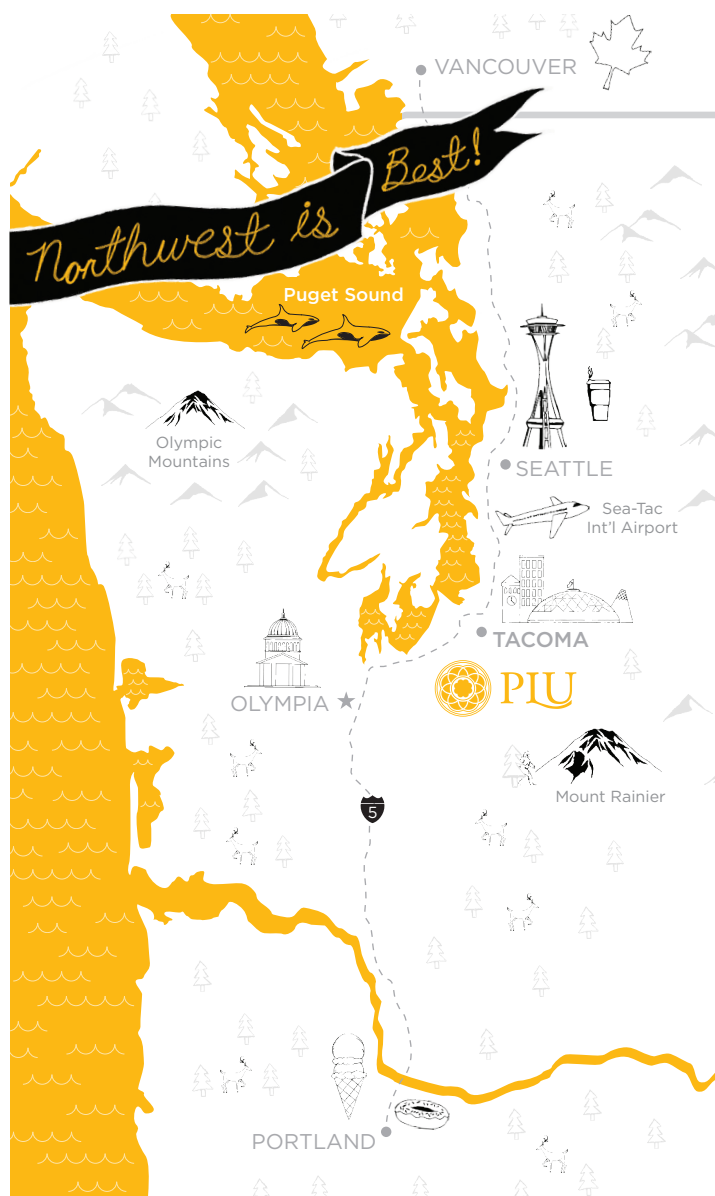 VANCOUVER
Northwest is Best!
Puget Sound
Olympic
Mountains
SEATTLE
Sea-Tac
Int'l Airport
TACOMA
PLU
OLYMPIA
Mount Rainier
5
PORTLAND